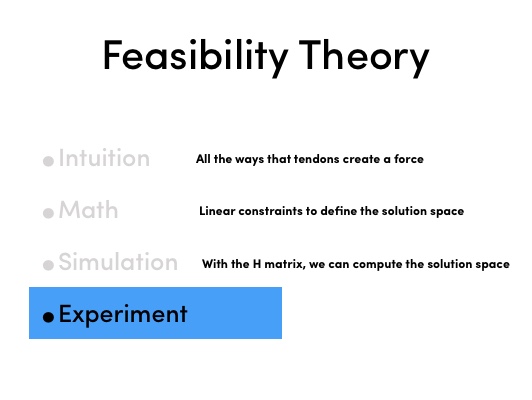 Feasibility Theory
• Intuition All the ways that tendons create a force
• Math Linear constraints to define the solution space
• Simulation With the H matrix, we can compute the solution space
• Experiment